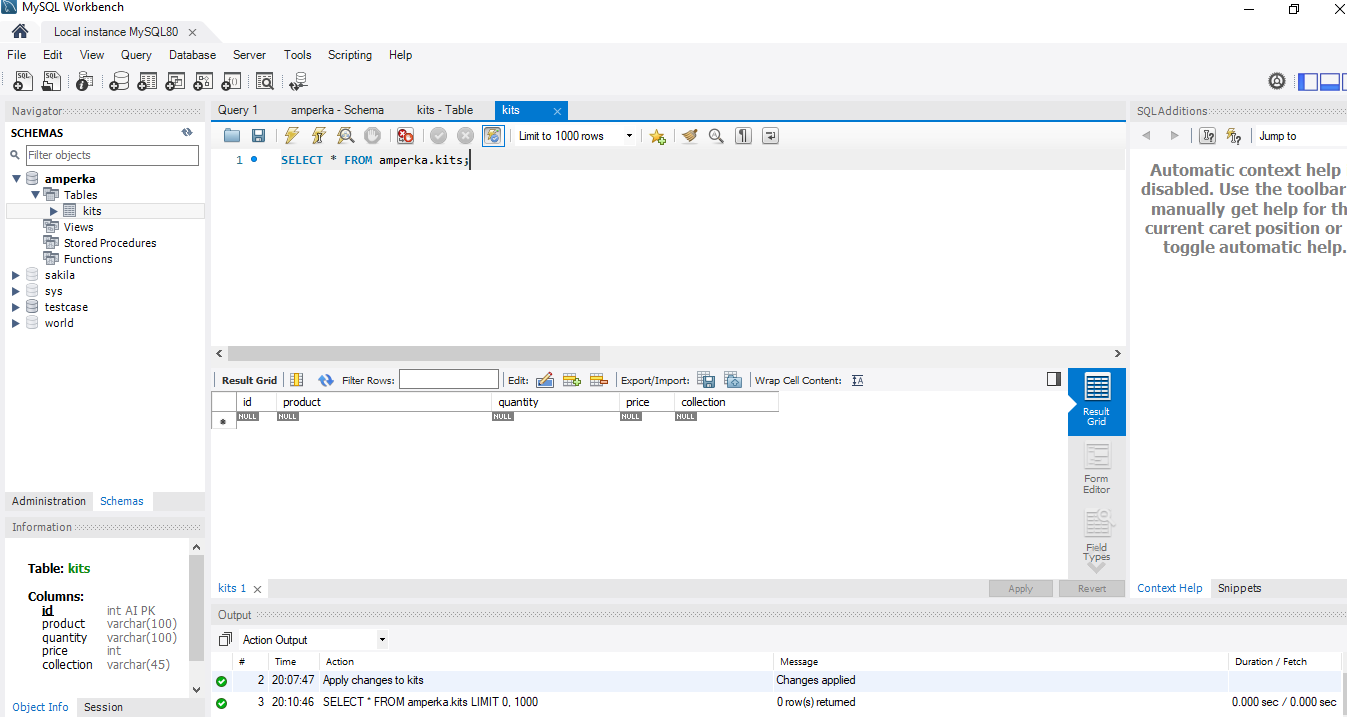 MySQL Workbench
Local instance MySQL80
File Edit View Query Database Server Tools Scripting Help
Navigator
SCHEMAS
Filter objects
amperka
Tables
kits
Views
Stored Procedures
Functions
sakila
sys
testcase
world
Administration Schemas
Information
Table: kits
Columns:
id int AI PK
product varchar(100)
quantity varchar(100)
price int
collection varchar(45)
Object Info Session
Query 1 amperka - Schema kits - Table kits
Limit to 1000 rows
1 SELECT * FROM amperka.kits;
Result Grid Filter Rows: Edit: Export/Import: Wrap Cell Content:
id product quantity price collection
NULL NULL NULL NULL NULL
Result
Grid
Form
Editor
Field
Types
kits 1
Apply Revert
SQLAdditions
Jump to
Automatic context help
disabled. Use the toolbar
manually get help for th
current caret position or
toggle automatic help.
Context Help Snippets
Output
Action Output
# Time Action Message Duration / Fetch
2 20:07:47 Apply changes to kits Changes applied
3 20:10:46 SELECT * FROM amperka.kits LIMIT 0, 1000 0 row(s) returned 0.000 sec / 0.000 sec